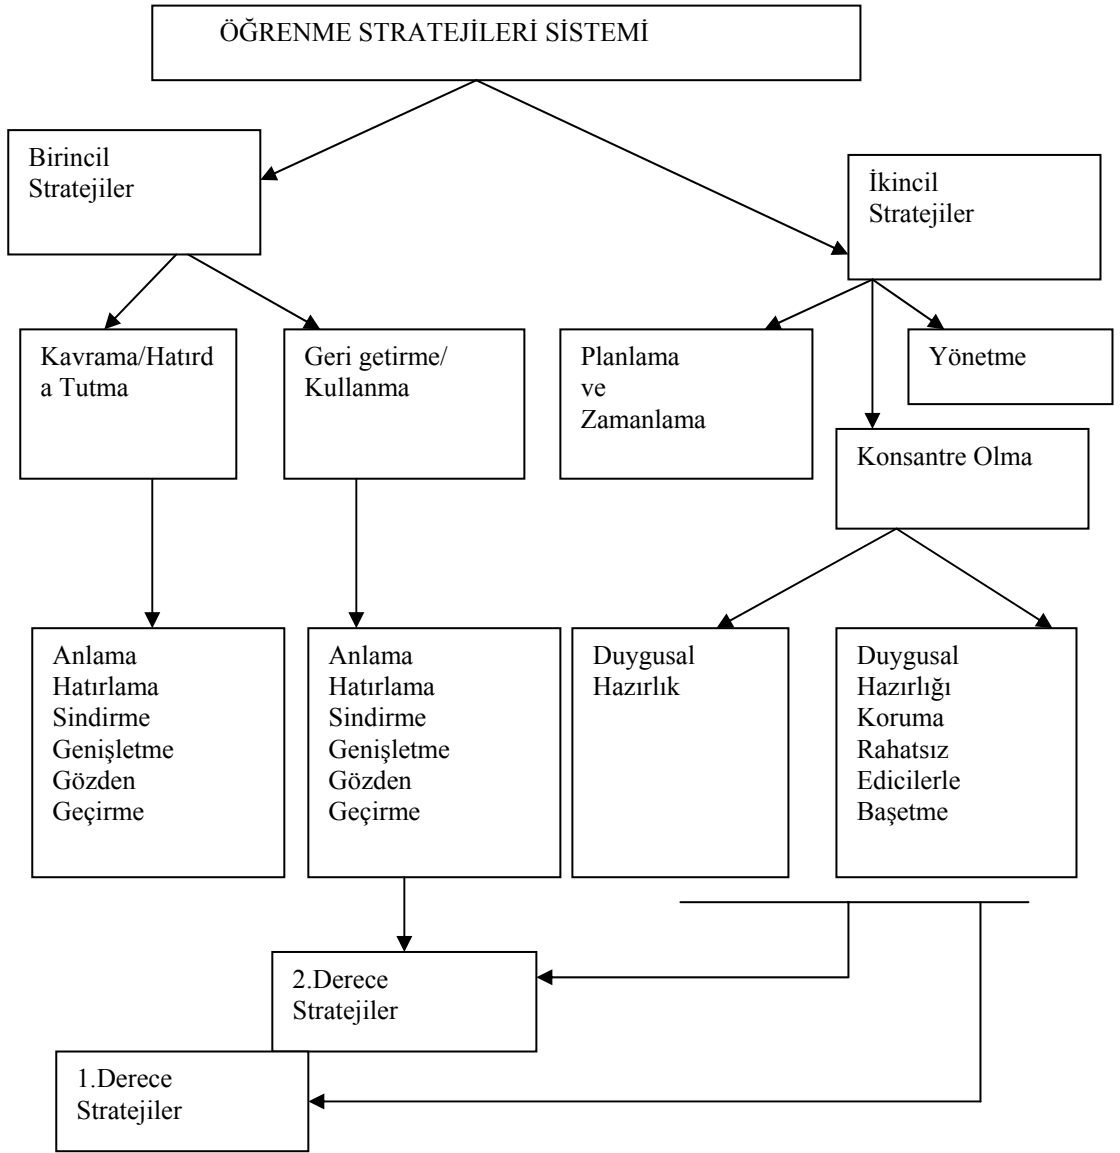 ÖĞRENME STRATEJİLERİ SİSTEMİ
Birincil
Stratejiler
İkincil
Stratejiler
Kavrama/Hatırd
a Tutma
Geri getirme/
Kullanma
Planlama
ve
Zamanlama
Yönetme
Konsantre Olma
Anlama
Hatırlama
Sindirme
Genişletme
Gözden
Geçirme
Anlama
Hatırlama
Sindirme
Genişletme
Gözden
Geçirme
Duygusal
Hazırlık
Duygusal
Hazırlığı
Koruma
Rahatsız
Edicilerle
Başetme
2.Derece
Stratejiler
1.Derece
Stratejiler